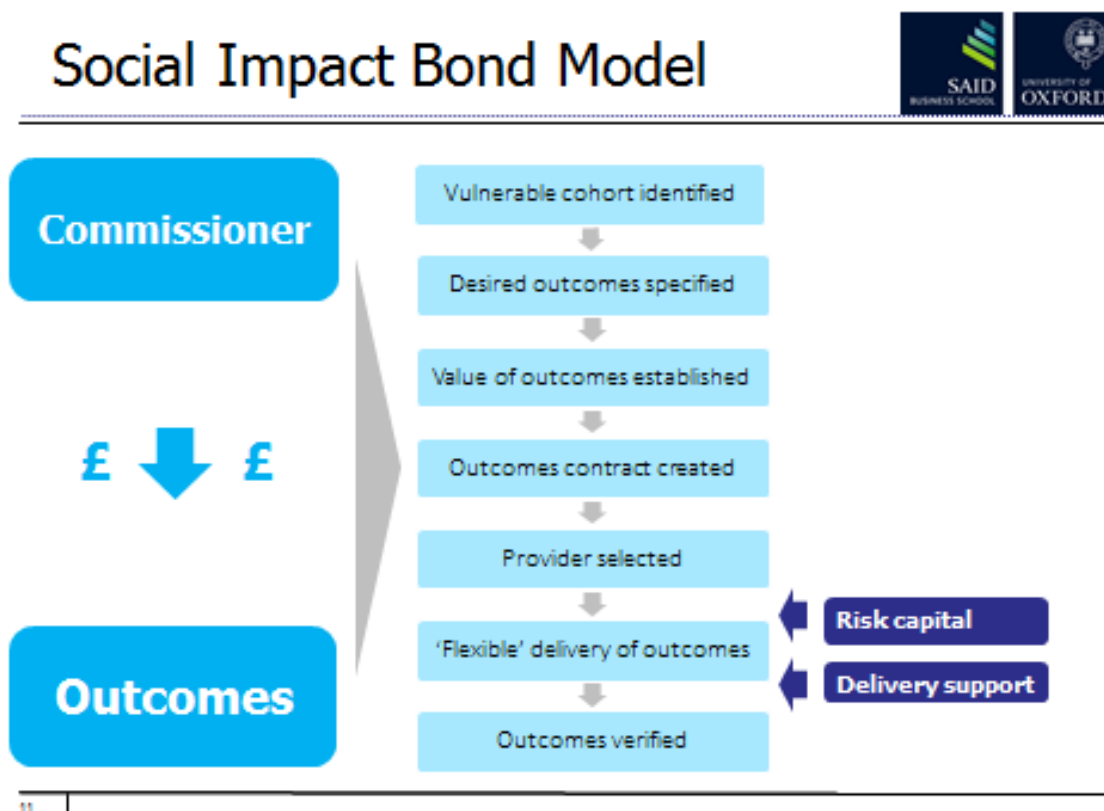 Social Impact Bond Model
SAID
BUSINESS SCHOOL
UNIVERSITY OF
OXFORD
Commissioner
£ £
Outcomes
Vulnerable cohort identified
Desired outcomes specified
Value of outcomes established
Outcomes contract created
Provider selected
'Flexible' delivery of outcomes
Outcomes verified
Risk capital
Delivery support
11